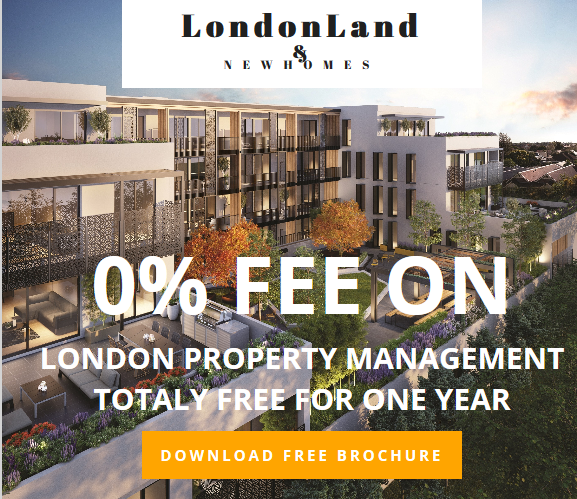 LondonLand
&
NEWHOMES
0% FEE ON
LONDON PROPERTY MANAGEMENT
TOTALY FREE FOR ONE YEAR
DOWNLOAD FREE BROCHURE